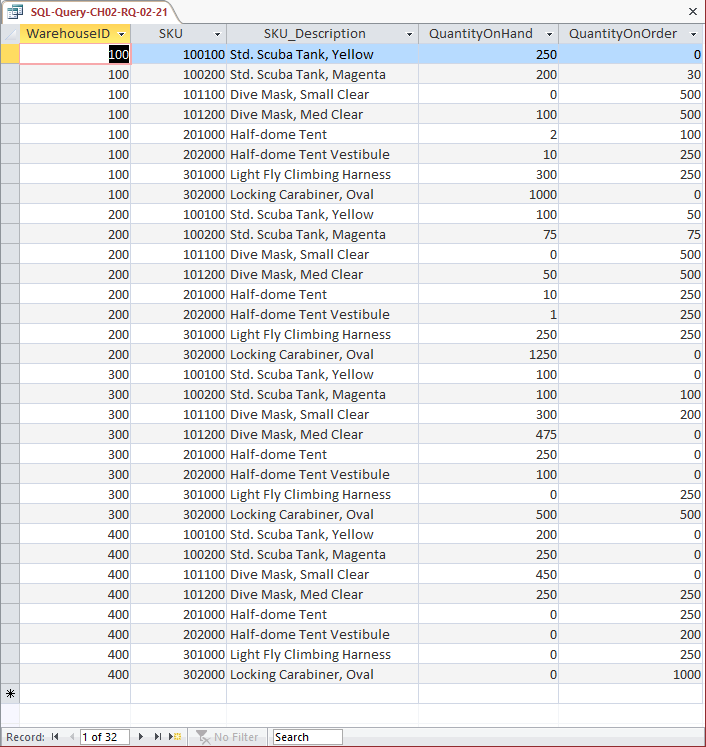 SQL-Query-CH02-RQ-02-21
WarehouseID SKU SKU_Description QuantityOnHand QuantityOnOrder
100 100100 Std. Scuba Tank, Yellow 250 0
100 100200 Std. Scuba Tank, Magenta 200 30
100 101100 Dive Mask, Small Clear 0 500
100 101200 Dive Mask, Med Clear 100 500
100 201000 Half-dome Tent 2 100
100 202000 Half-dome Tent Vestibule 10 250
100 301000 Light Fly Climbing Harness 300 250
100 302000 Locking Carabiner, Oval 1000 0
200 100100 Std. Scuba Tank, Yellow 100 50
200 100200 Std. Scuba Tank, Magenta 75 75
200 101100 Dive Mask, Small Clear 0 500
200 101200 Dive Mask, Med Clear 50 500
200 201000 Half-dome Tent 10 250
200 202000 Half-dome Tent Vestibule 1 250
200 301000 Light Fly Climbing Harness 250 250
200 302000 Locking Carabiner, Oval 1250 0
300 100100 Std. Scuba Tank, Yellow 100 0
300 100200 Std. Scuba Tank, Magenta 100 100
300 101100 Dive Mask, Small Clear 300 200
300 101200 Dive Mask, Med Clear 475 0
300 201000 Half-dome Tent 250 0
300 202000 Half-dome Tent Vestibule 100 0
300 301000 Light Fly Climbing Harness 0 250
300 302000 Locking Carabiner, Oval 500 500
400 100100 Std. Scuba Tank, Yellow 200 0
400 100200 Std. Scuba Tank, Magenta 250 0
400 101100 Dive Mask, Small Clear 450 0
400 101200 Dive Mask, Med Clear 250 250
400 201000 Half-dome Tent 0 250
400 202000 Half-dome Tent Vestibule 0 200
400 301000 Light Fly Climbing Harness 0 250
400 302000 Locking Carabiner, Oval 0 1000
Record: 1 of 32 No Filter Search